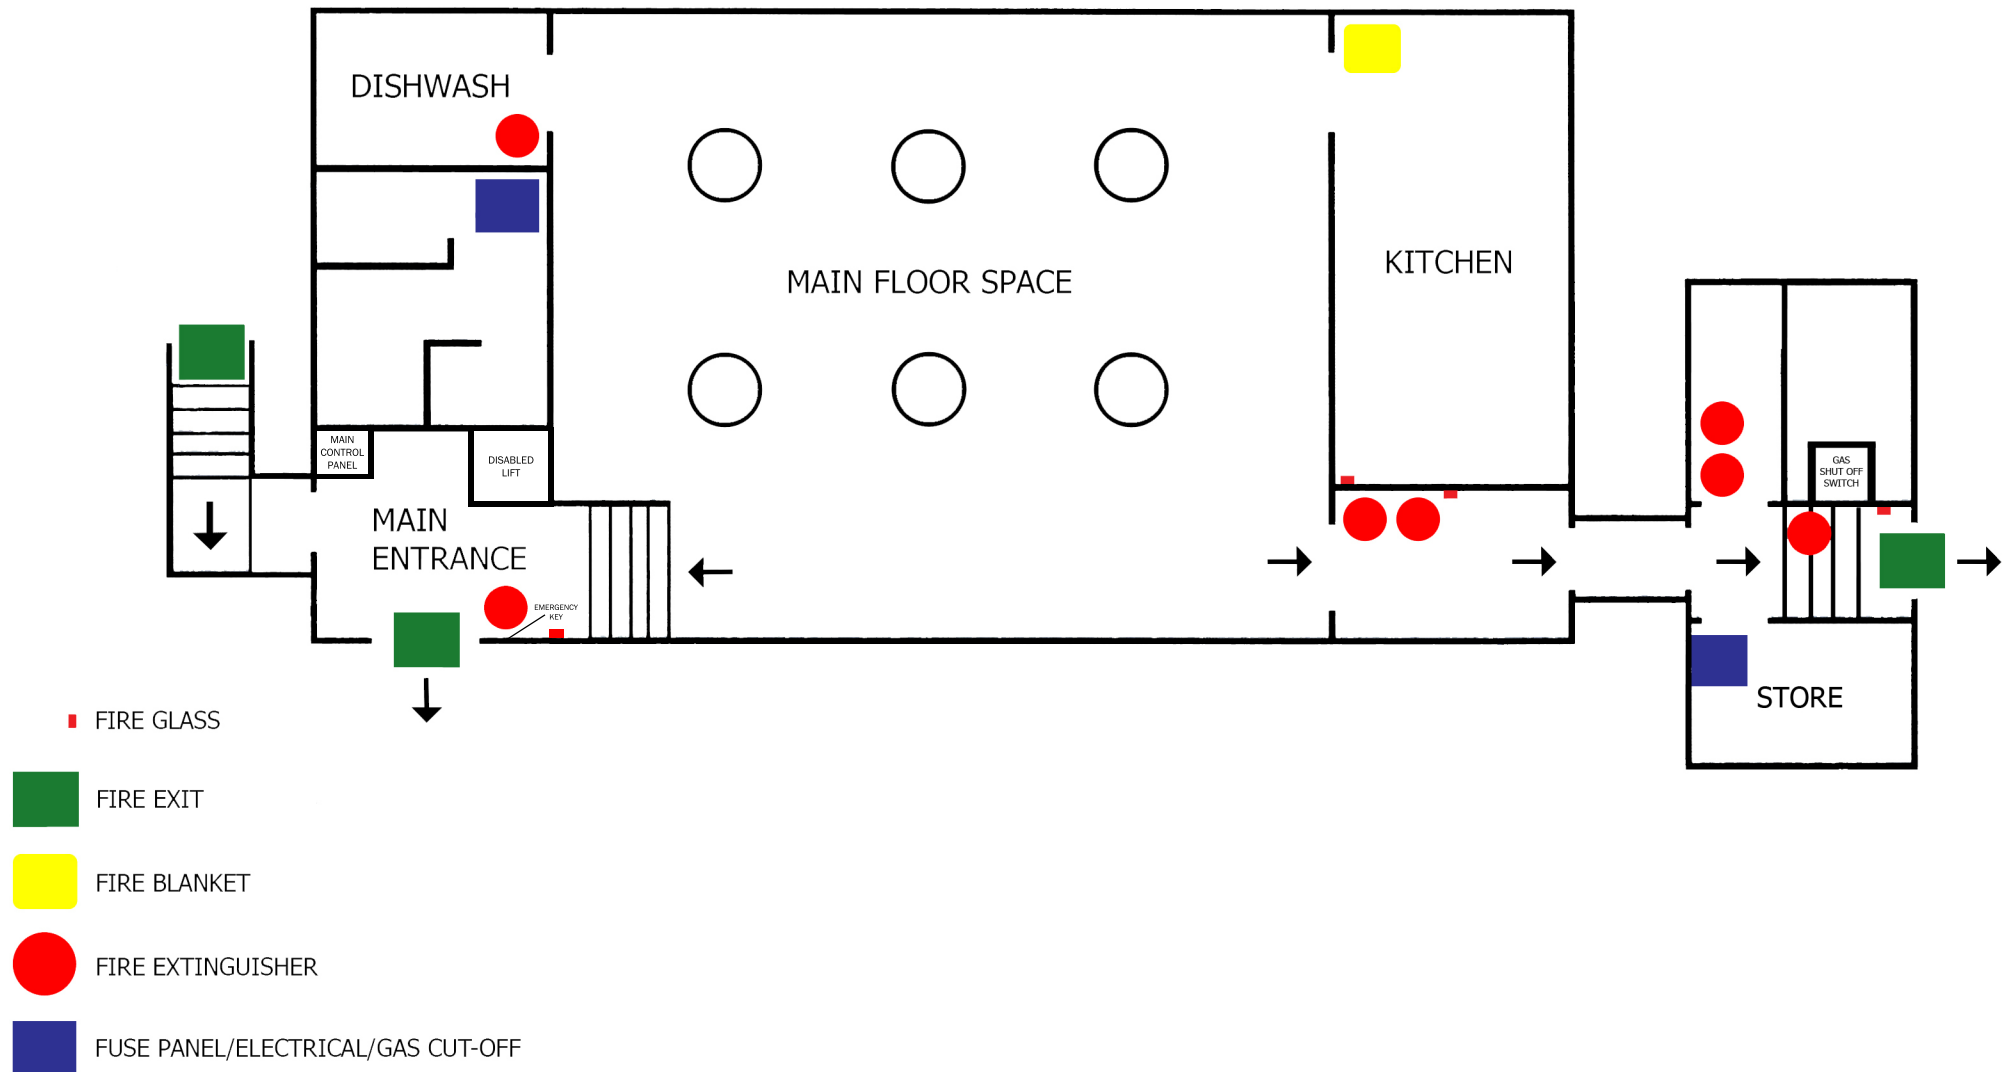 DISHWASH
MAIN FLOOR SPACE
KITCHEN
MAIN
CONTROL
PANEL
DISABLED
LIFT
GAS
SHUT OFF
SWITCH
MAIN
ENTRANCE
EMERGENCY
KEY
STORE
FIRE GLASS
FIRE EXIT
FIRE BLANKET
FIRE EXTINGUISHER
FUSE PANEL/ELECTRICAL/GAS CUT-OFF